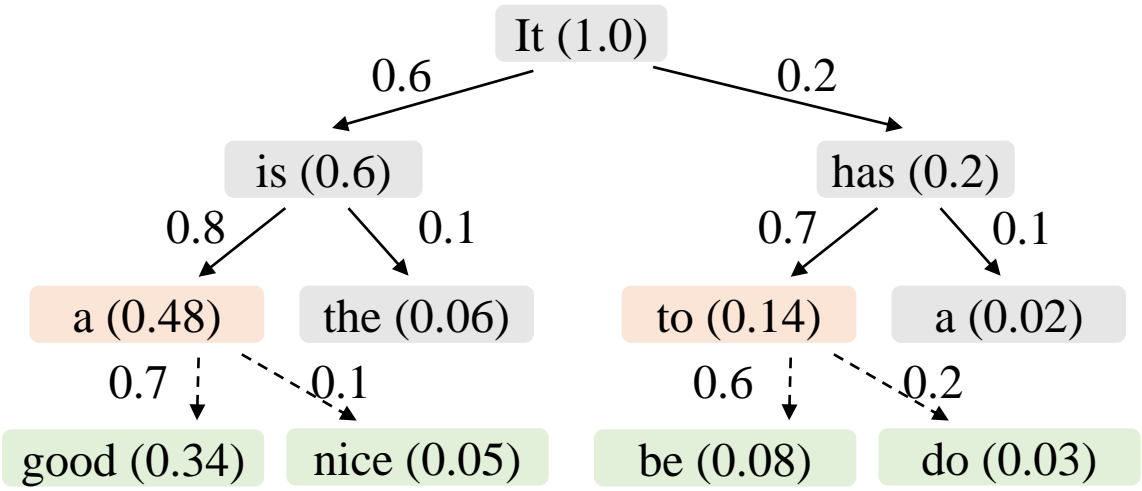 It (1.0)
0.6 0.2
is (0.6) has (0.2)
0.8 0.1 0.7 0.1
a (0.48) the (0.06) to (0.14) a (0.02)
0.7 0.1 0.6 0.2
good (0.34) nice (0.05) be (0.08) do (0.03)